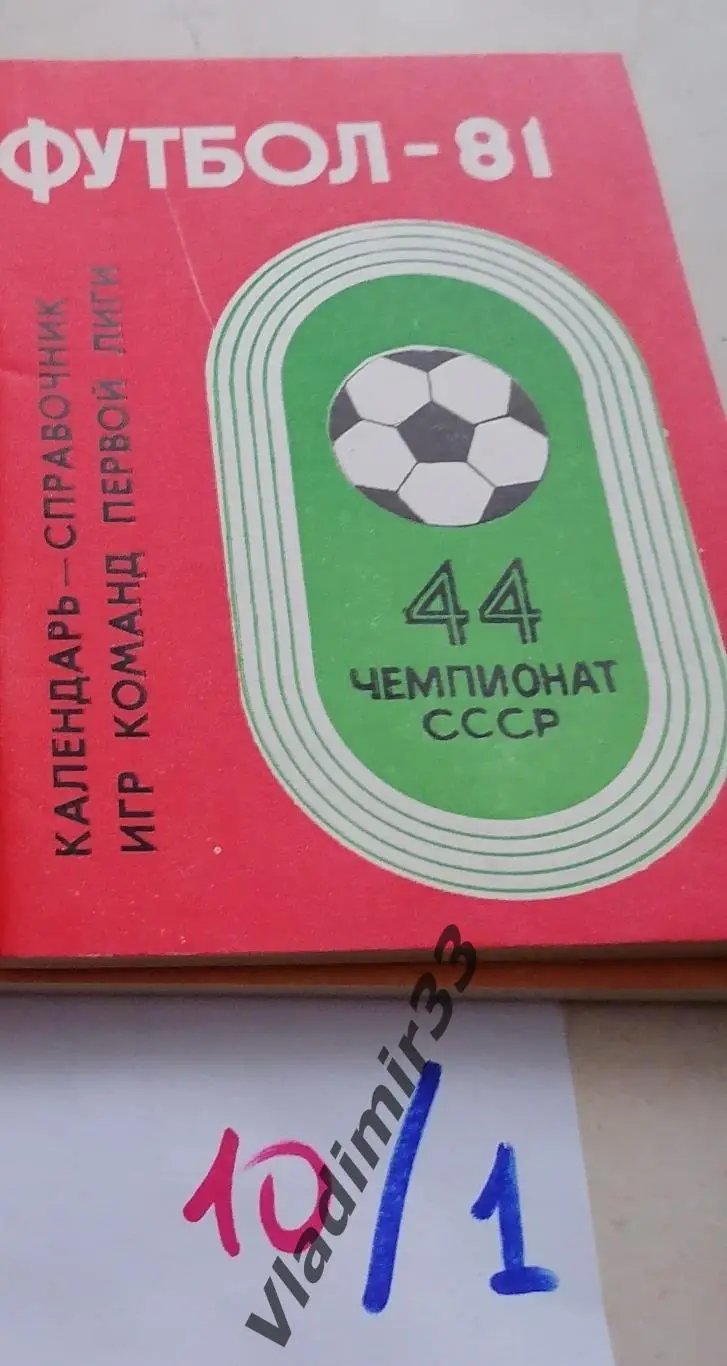 ФУТБОЛ - 81
КАЛЕНДАРЬ - СПРАВОЧНИК
ИГР КОМАНД ПЕРВОЙ ЛИГИ
44
ЧЕМПИОНАТ
СССР
10/1
Vladimir33